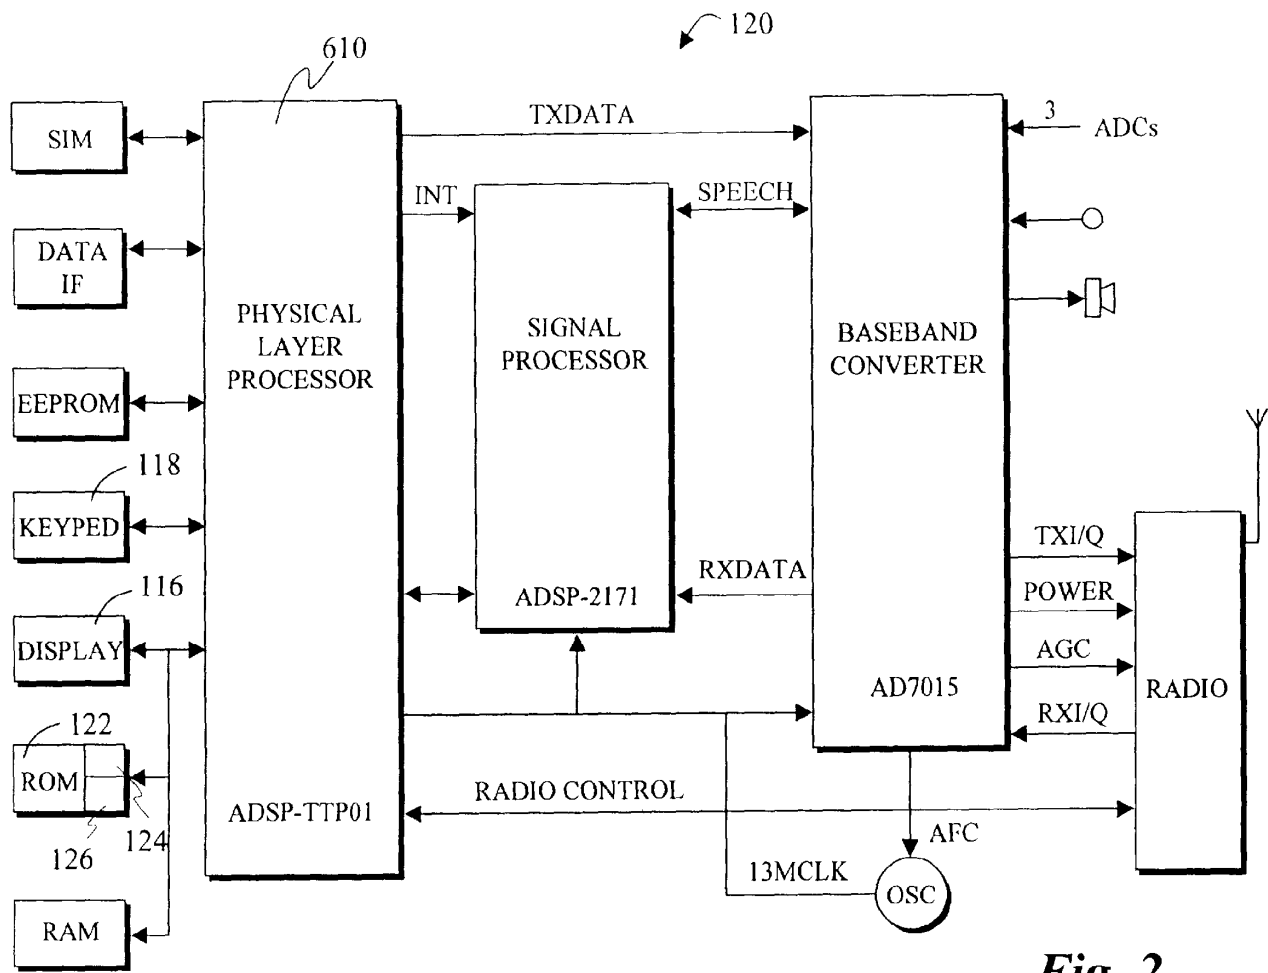 120
610
SIM
DATA
IF
EEPROM
118
KEYPED
116
DISPLAY
122
ROM
124
126
RAM
PHYSICAL
LAYER
PROCESSOR
ADSP-TTP01
TXDATA
INT
SIGNAL
PROCESSOR
ADSP-2171
SPEECH
RXDATA
BASEBAND
CONVERTER
AD7015
3
ADCs
TXI/Q
POWER
AGC
RXI/Q
RADIO
RADIO CONTROL
AFC
13MCLK
OSC
Fig. 2